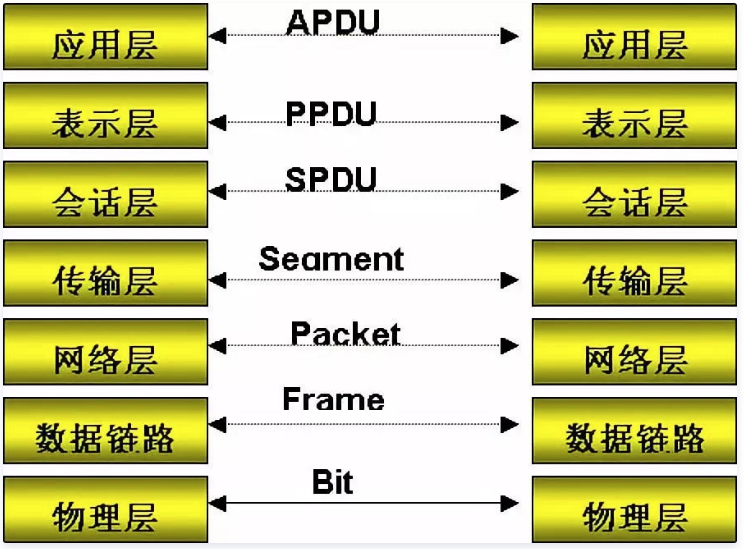 应用层 APDU 应用层
表示层 PPDU 表示层
会话层 SPDU 会话层
传输层 Segment 传输层
网络层 Packet 网络层
数据链路 Frame 数据链路
物理层 Bit 物理层